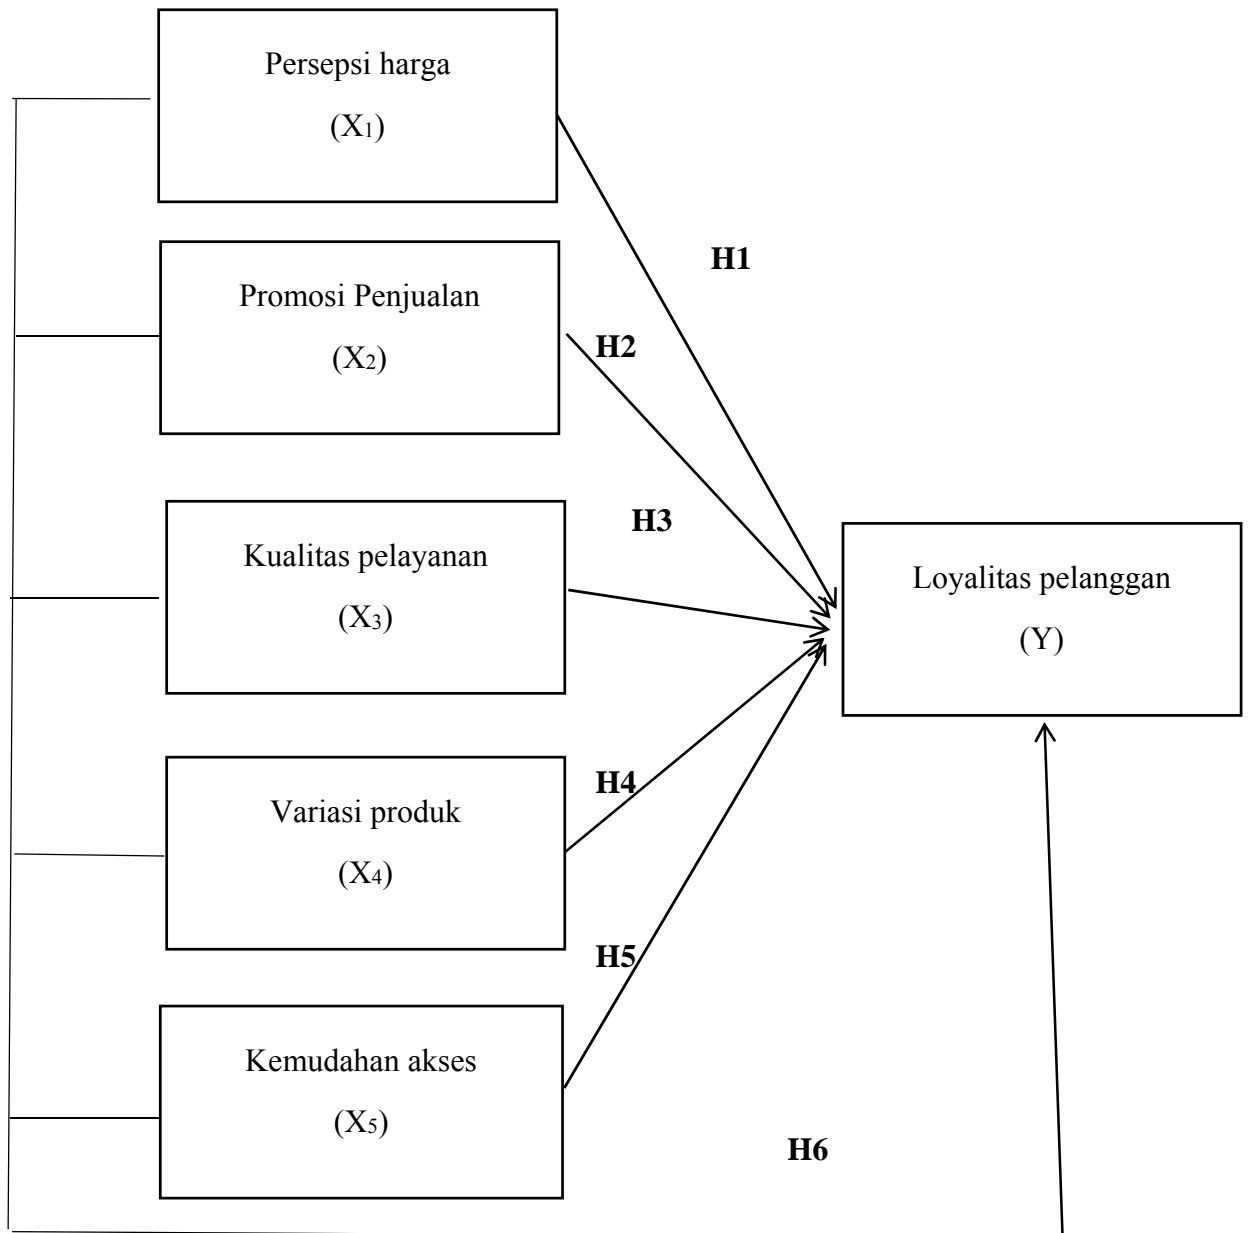 Persepsi harga
(X₁)
H1
Promosi Penjualan
(X₂)
H2
H3
Kualitas pelayanan
(X₃)
Loyalitas pelanggan
(Y)
H4
Variasi produk
(X₄)
H5
Kemudahan akses
(X₅)
H6